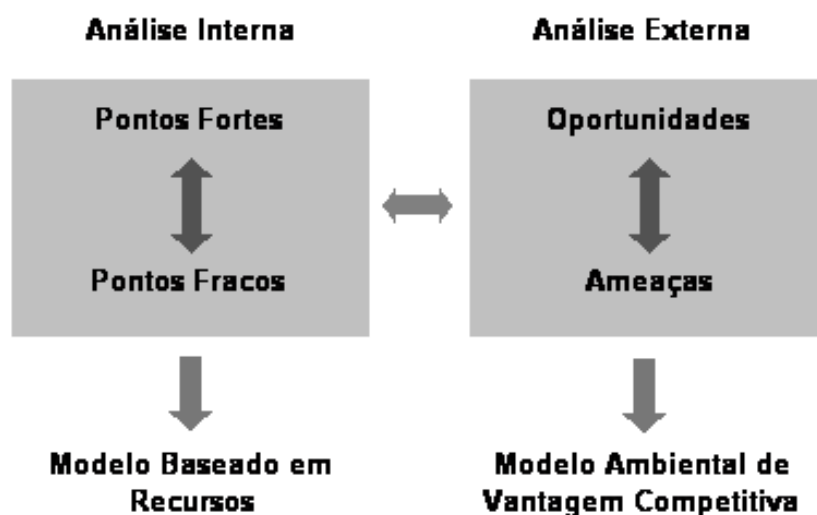 Análise Interna
Análise Externa
Pontos Fortes
Oportunidades
Pontos Fracos
Ameaças
Modelo Baseado em
Recursos
Modelo Ambiental de
Vantagem Competitiva